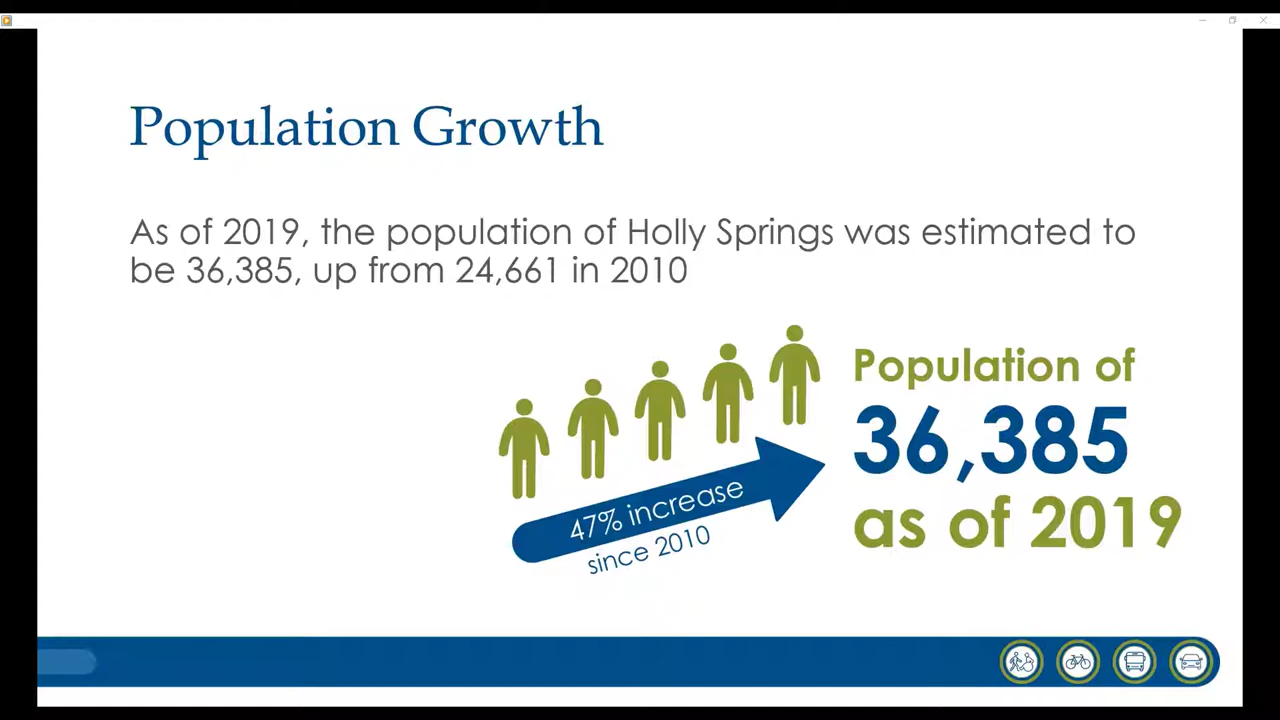 Population Growth
As of 2019, the population of Holly Springs was estimated to
be 36,385, up from 24,661 in 2010
Population of
36,385
as of 2019
47% increase
since 2010